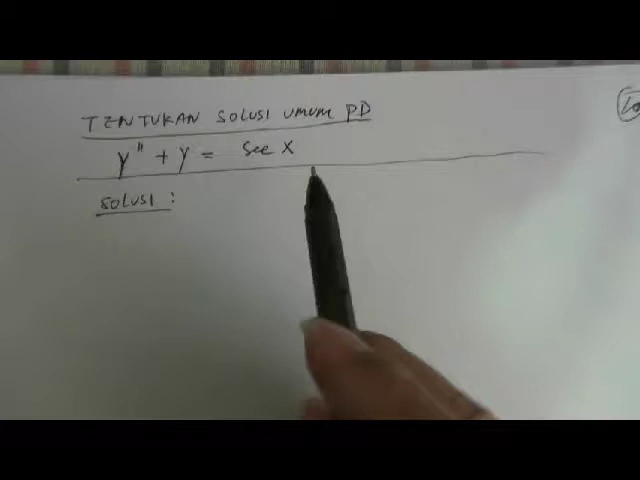 TENTUKAN SOLUSI UMUM PD
y" + y = sec x
SOLUSI :